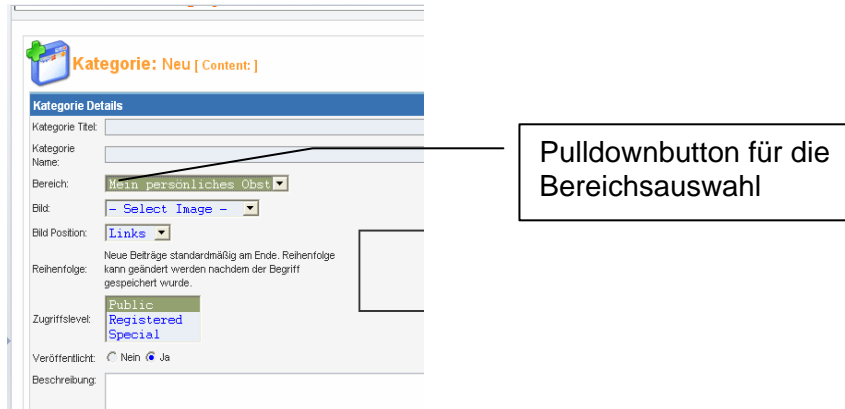 Kategorie: Neu [ Content: ]
Kategorie Details
Kategorie Titel:
Kategorie
Name:
Bereich: Mein persönliches Obst
Bild: - Select Image -
Bild Position: Links
Reihenfolge: Neue Beiträge standardmäßig am Ende. Reihenfolge
kann geändert werden nachdem der Begriff
gespeichert wurde.
Zugriffslevel: Public
Registered
Special
Veröffentlicht: Nein Ja
Beschreibung:
Pulldownbutton für die
Bereichsauswahl